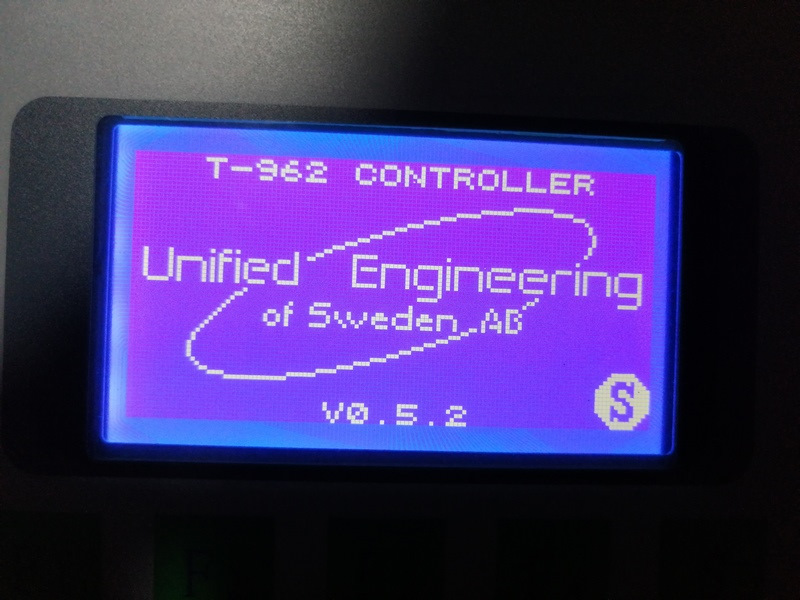 T-962 CONTROLLER
Unified Engineering
of Sweden AB
V0.5.2
S